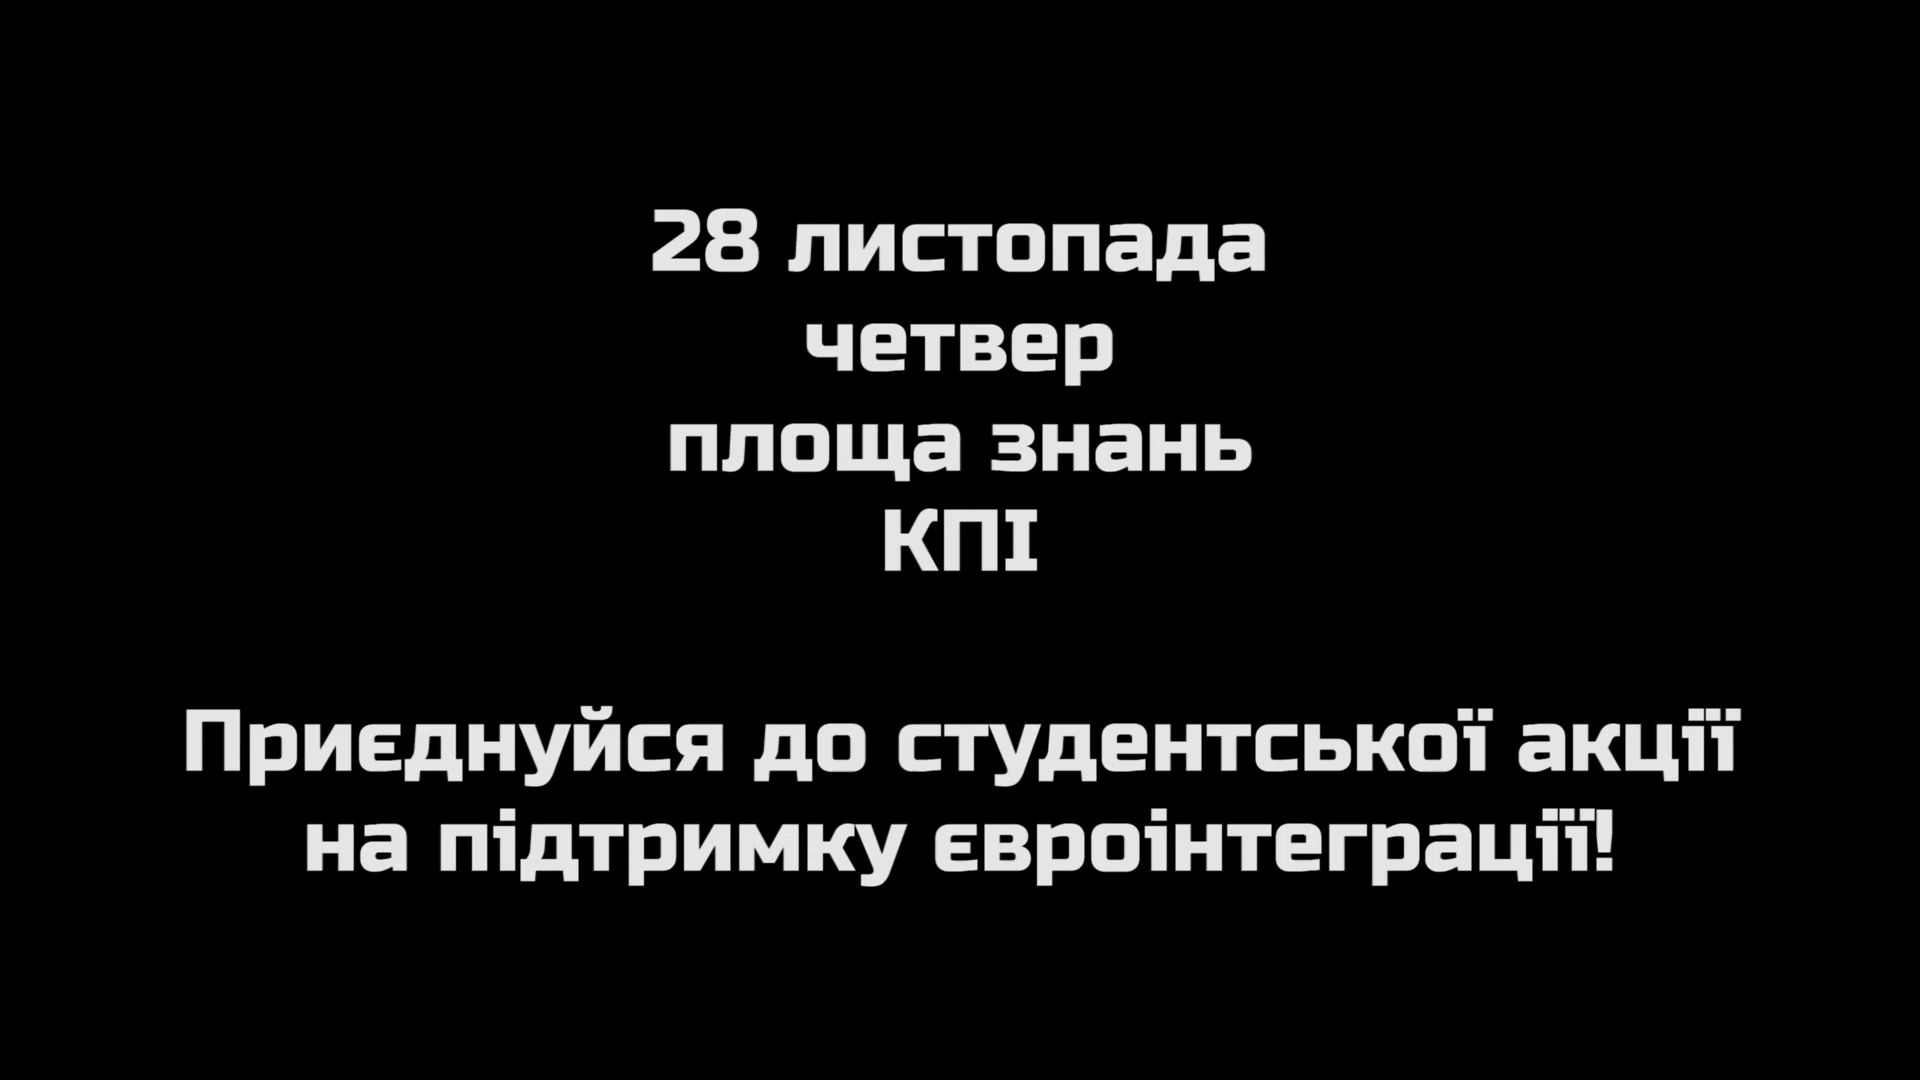 28 листопада
четвер
площа знань
КПІ
Приєднуйся до студентської акції
на підтримку євроінтеграції!